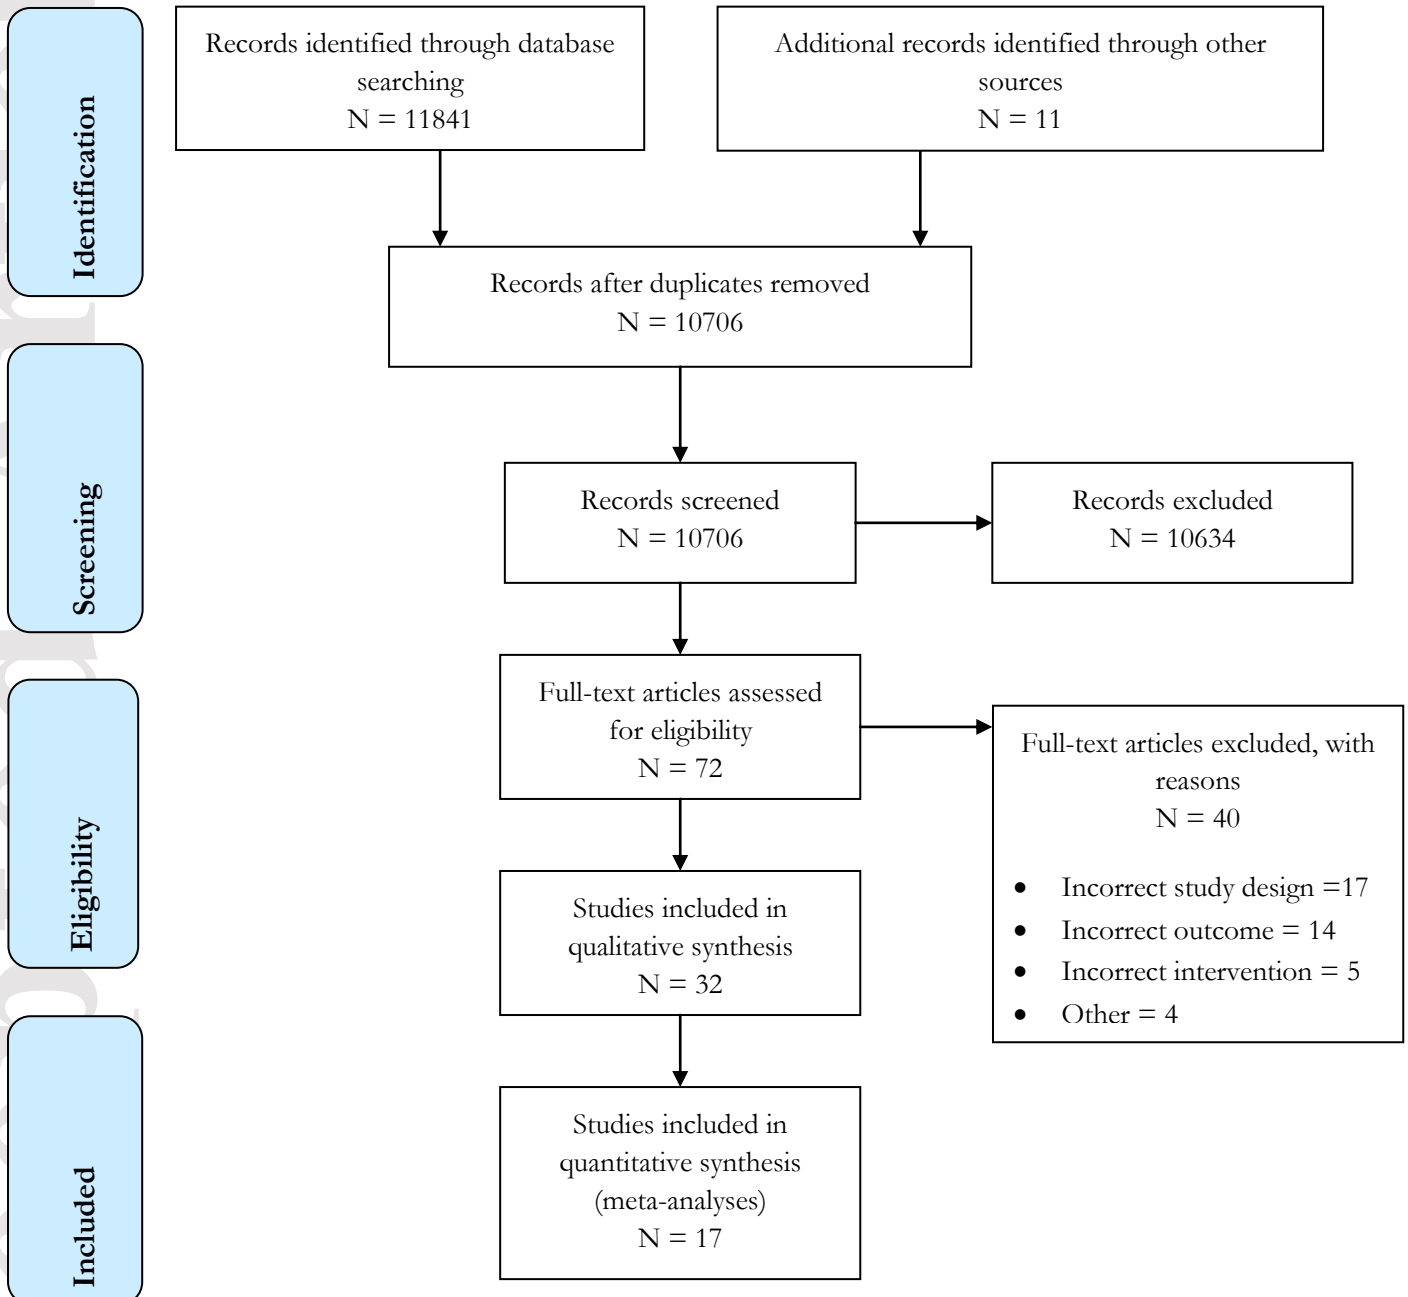 Identification
Records identified through database
searching
N = 11841
Additional records identified through other
sources
N = 11
Records after duplicates removed
N = 10706
Screening
Records screened
N = 10706
Records excluded
N = 10634
Eligibility
Full-text articles assessed
for eligibility
N = 72
Full-text articles excluded, with
reasons
N = 40
• Incorrect study design =17
• Incorrect outcome = 14
• Incorrect intervention = 5
• Other = 4
Studies included in
qualitative synthesis
N = 32
Included
Studies included in
quantitative synthesis
(meta-analyses)
N = 17